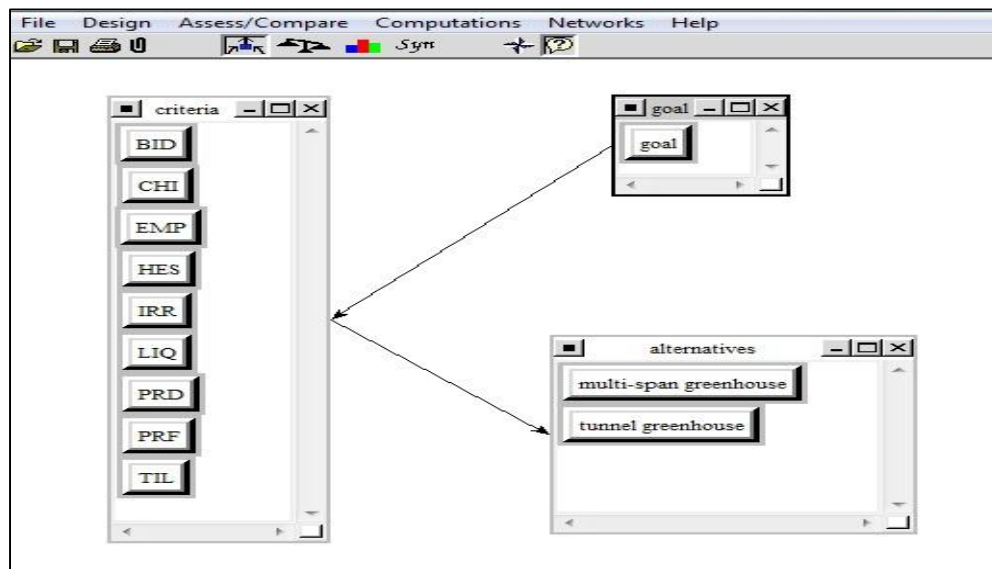 File Design Assess/Compare Computations Networks Help
Syn
criteria
BID
CHI
EMP
HES
IRR
LIQ
PRD
PRF
TIL
goal
goal
alternatives
multi-span greenhouse
tunnel greenhouse